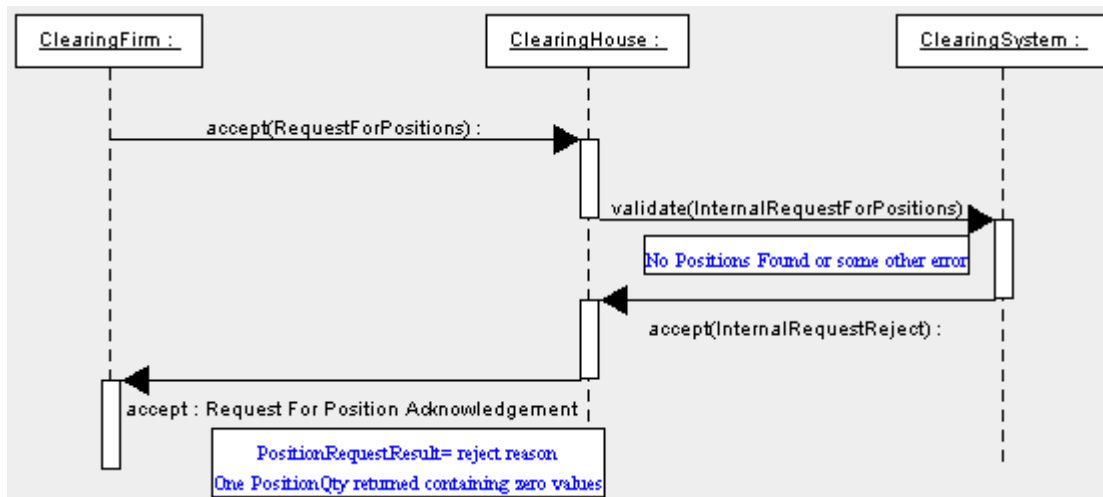 ClearingFirm :
ClearingHouse :
ClearingSystem :
accept(RequestForPositions) :
validate(InternalRequestForPositions)
No Positions Found or some other error
accept(InternalRequestReject) :
accept : Request For Position Acknowledgement
PositionRequestResult= reject reason
One PositionQty returned containing zero values